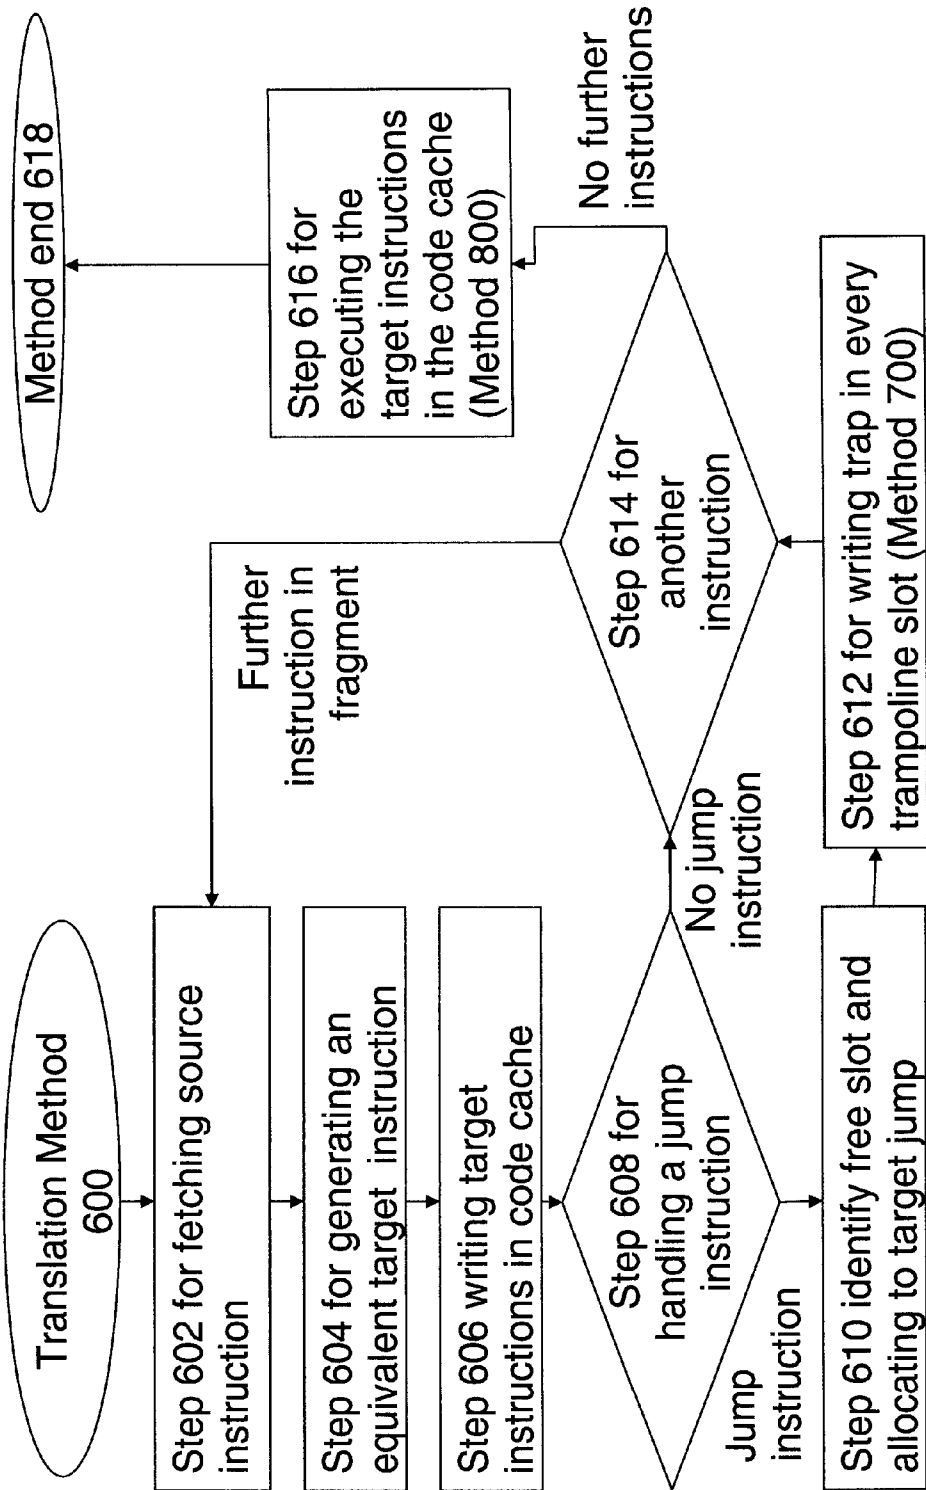 Translation Method
600
Step 602 for fetching source
instruction
Step 604 for generating an
equivalent target instruction
Step 606 writing target
instructions in code cache
Step 608 for
handling a jump
instruction
Jump
instruction
No jump
instruction
Step 610 identify free slot and
allocating to target jump
Step 612 for writing trap in every
trampoline slot (Method 700)
Step 614 for
another
instruction
Further
instruction in
fragment
No further
instructions
Step 616 for
executing the
target instructions
in the code cache
(Method 800)
Method end 618